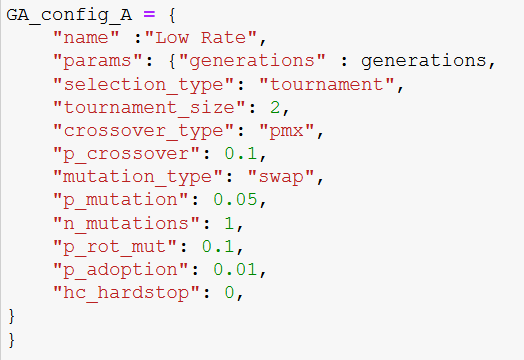 GA_config_A = {
    "name" :"Low Rate",
    "params": {"generations" : generations,
    "selection_type": "tournament",
    "tournament_size": 2,
    "crossover_type": "pmx",
    "p_crossover": 0.1,
    "mutation_type": "swap",
    "p_mutation": 0.05,
    "n_mutations": 1,
    "p_rot_mut": 0.1,
    "p_adoption": 0.01,
    "hc_hardstop": 0,
}
}